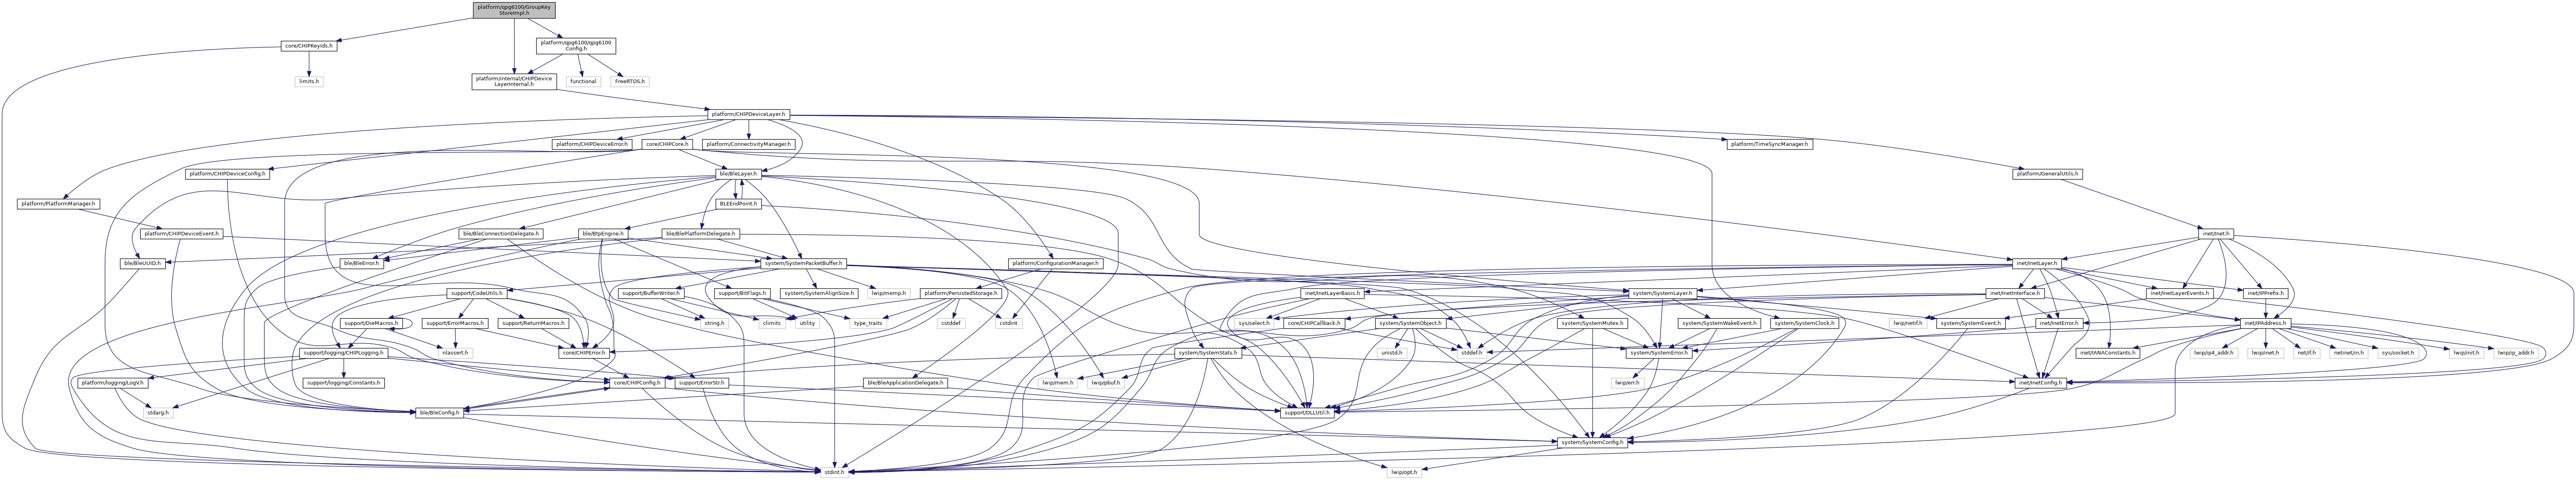 platform/qpg6100/GroupKey
StoreImpl.h
core/CHIPKeyIds.h
platform/qpg6100/qpg6100
Config.h
limits.h
platform/internal/CHIPDevice
LayerInternal.h
functional
FreeRTOS.h
platform/CHIPDeviceLayer.h
platform/CHIPDeviceError.h
core/CHIPCore.h
platform/ConnectivityManager.h
platform/TimeSyncManager.h
platform/CHIPDeviceConfig.h
ble/BleLayer.h
platform/GeneralUtils.h
platform/PlatformManager.h
BLEEndPoint.h
platform/CHIPDeviceEvent.h
ble/BleConnectionDelegate.h
ble/BtpEngine.h
ble/BlePlatformDelegate.h
inet/Inet.h
ble/BleUUID.h
ble/BleError.h
system/SystemPacketBuffer.h
platform/ConfigurationManager.h
inet/InetLayer.h
support/CodeUtils.h
support/BufferWriter.h
support/BitFlags.h
system/SystemAlignSize.h
lwip/memp.h
platform/PersistedStorage.h
inet/InetLayerBasis.h
system/SystemLayer.h
inet/InetInterface.h
inet/InetLayerEvents.h
inet/IPPrefix.h
support/DieMacros.h
support/ErrorMacros.h
support/ReturnMacros.h
string.h
climits
utility
type_traits
cstddef
cstdint
sys/select.h
core/CHIPCallback.h
system/SystemObject.h
system/SystemMutex.h
system/SystemWakeEvent.h
system/SystemClock.h
lwip/netif.h
system/SystemEvent.h
inet/InetError.h
inet/IPAddress.h
support/logging/CHIPLogging.h
nlassert.h
core/CHIPError.h
system/SystemStats.h
unistd.h
stddef.h
system/SystemError.h
inet/IANAConstants.h
lwip/ip4_addr.h
lwip/inet.h
net/if.h
netinet/in.h
sys/socket.h
lwip/init.h
lwip/ip_addr.h
platform/logging/LogV.h
support/logging/Constants.h
core/CHIPConfig.h
support/ErrorStr.h
ble/BleApplicationDelegate.h
lwip/mem.h
lwip/pbuf.h
lwip/err.h
inet/InetConfig.h
stdarg.h
ble/BleConfig.h
support/DLLUtil.h
system/SystemConfig.h
stdint.h
lwip/opt.h